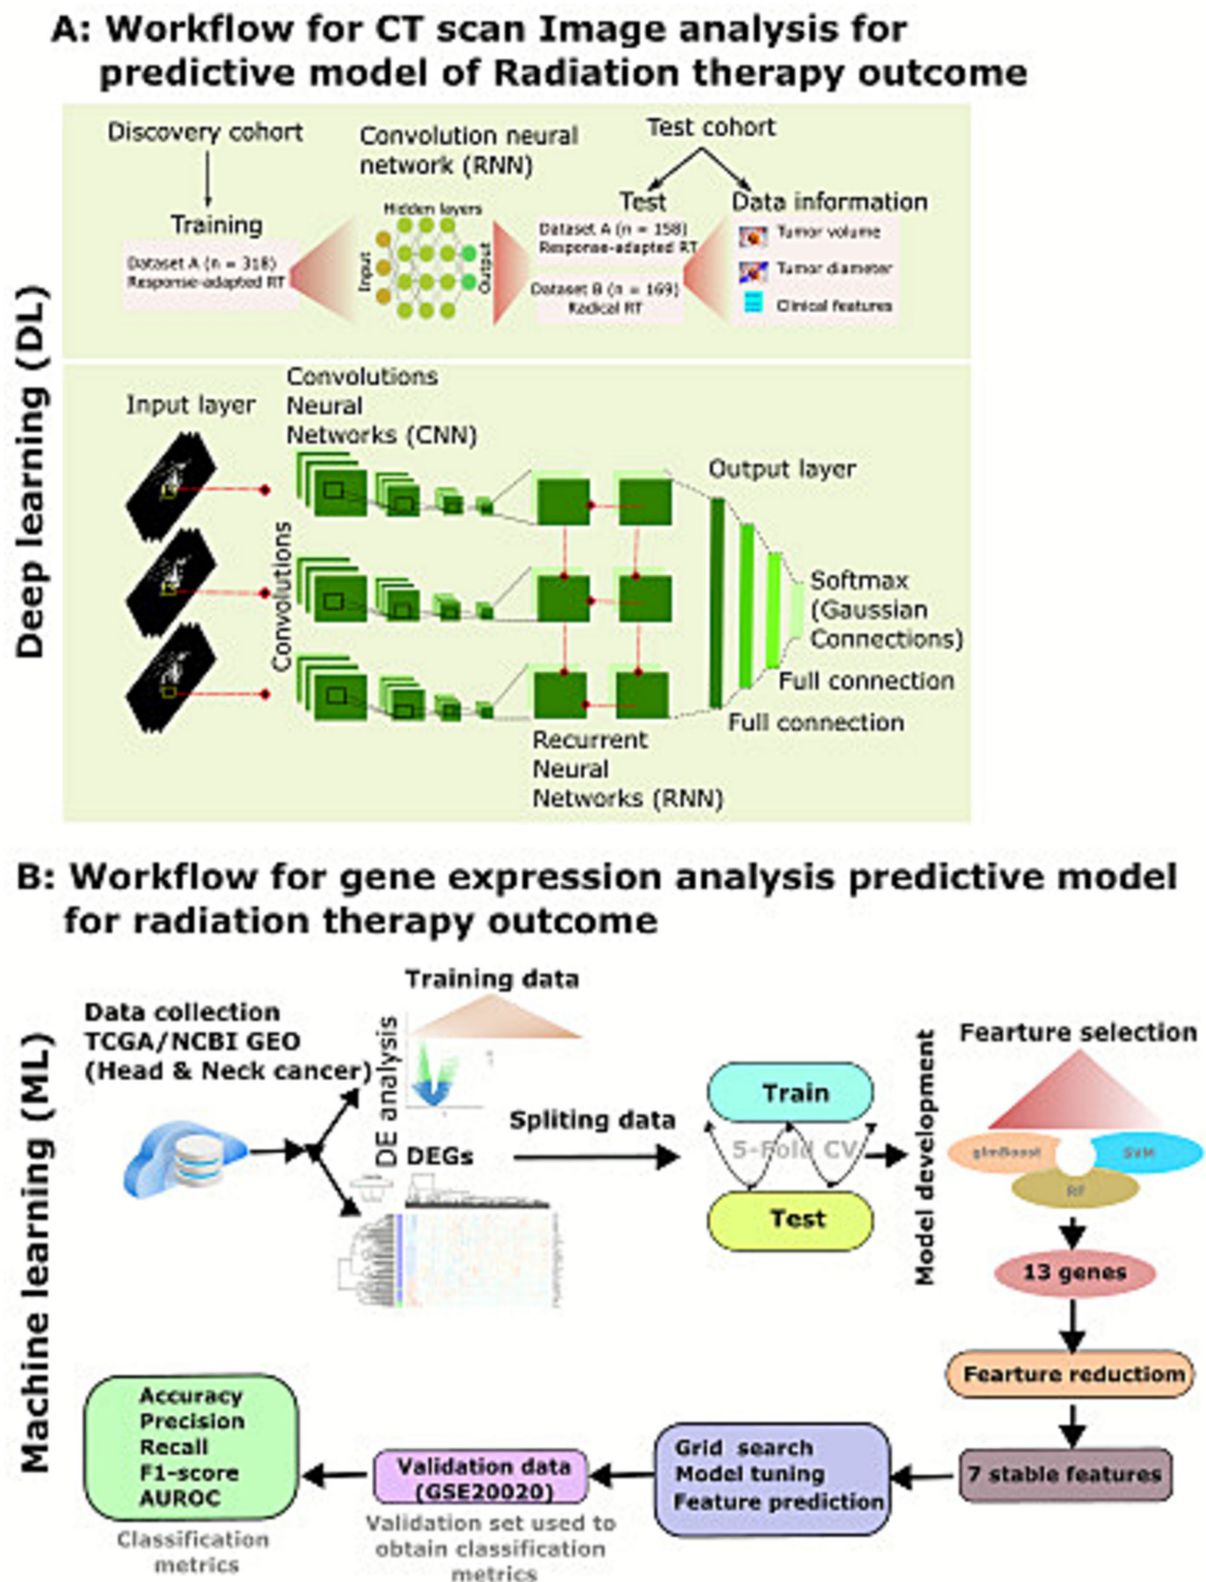 A: Workflow for CT scan Image analysis for
predictive model of Radiation therapy outcome
Deep learning (DL)
Discovery cohort
Training
Dataset A (n = 318)
Response-adapted RT
Convolution neural
network (RNN)
Hidden layers
Input
Output
Test cohort
Test
Dataset A (n = 158)
Response-adapted RT
Dataset B (n = 169)
Radical RT
Data information
Tumor volume
Tumor diameter
Clinical features
Input layer
Convolutions
Neural
Networks (CNN)
Convolutions
Recurrent
Neural
Networks (RNN)
Output layer
Softmax
(Gaussian
Connections)
Full connection
Full connection
B: Workflow for gene expression analysis predictive model
for radiation therapy outcome
Machine learning (ML)
Data collection
TCGA/NCBI GEO
(Head & Neck cancer)
Training data
DE analysis
DEGs
Spliting data
Train
5-Fold CV
Test
Model development
Fearture selection
glmBoost
SVM
RF
13 genes
Fearture reductiom
7 stable features
Grid search
Model tuning
Feature prediction
Validation data
(GSE20020)
Validation set used to
obtain classification
metrics
Accuracy
Precision
Recall
F1-score
AUROC
Classification
metrics